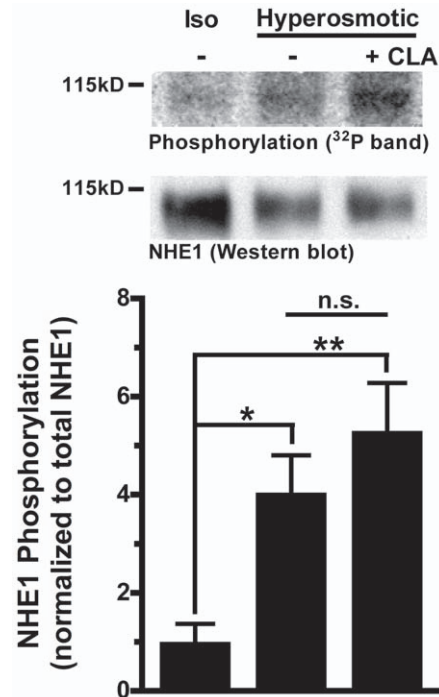 Iso Hyperosmotic
- - + CLA
115kD
Phosphorylation (³²P band)
115kD
NHE1 (Western blot)
NHE1 Phosphorylation
(normalized to total NHE1)
8
6
4
2
0
n.s.
**
*